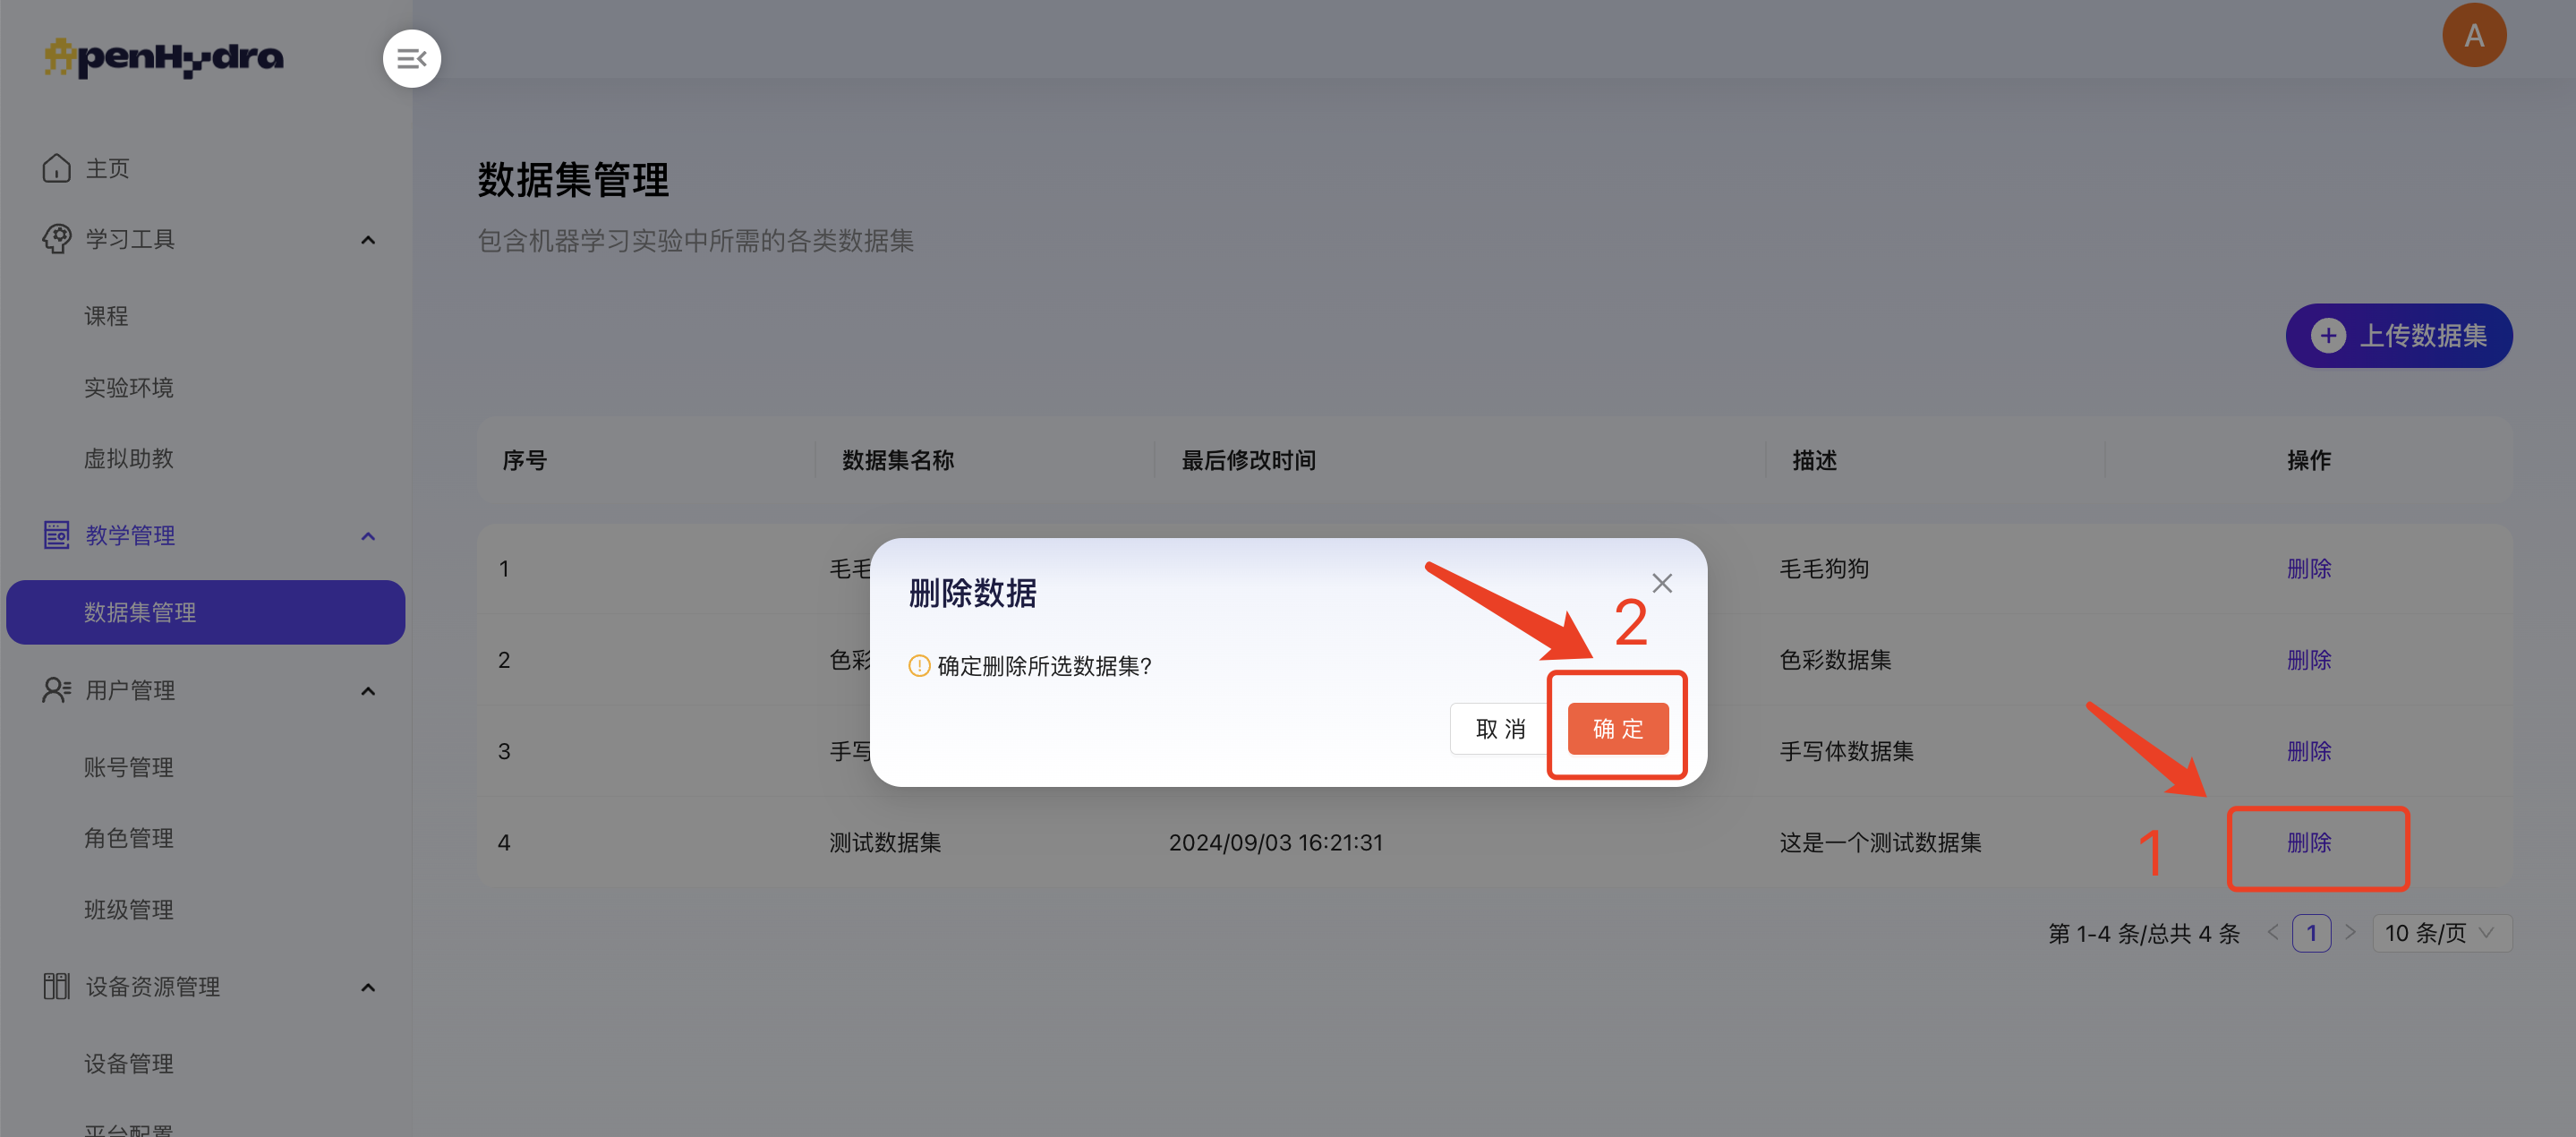 OpenHydra
A
主页
学习工具
课程
实验环境
虚拟助教
教学管理
数据集管理
用户管理
账号管理
角色管理
班级管理
设备资源管理
设备管理
平台配置
数据集管理
包含机器学习实验中所需的各类数据集
上传数据集
序号 数据集名称 最后修改时间 描述 操作
1 毛毛 毛毛狗狗 删除
2 色彩 色彩数据集 删除
3 手写 手写体数据集 删除
4 测试数据集 2024/09/03 16:21:31 这是一个测试数据集 删除
第 1-4 条/总共 4 条 1 10 条/页
删除数据
确定删除所选数据集?
取 消 确 定
2
1